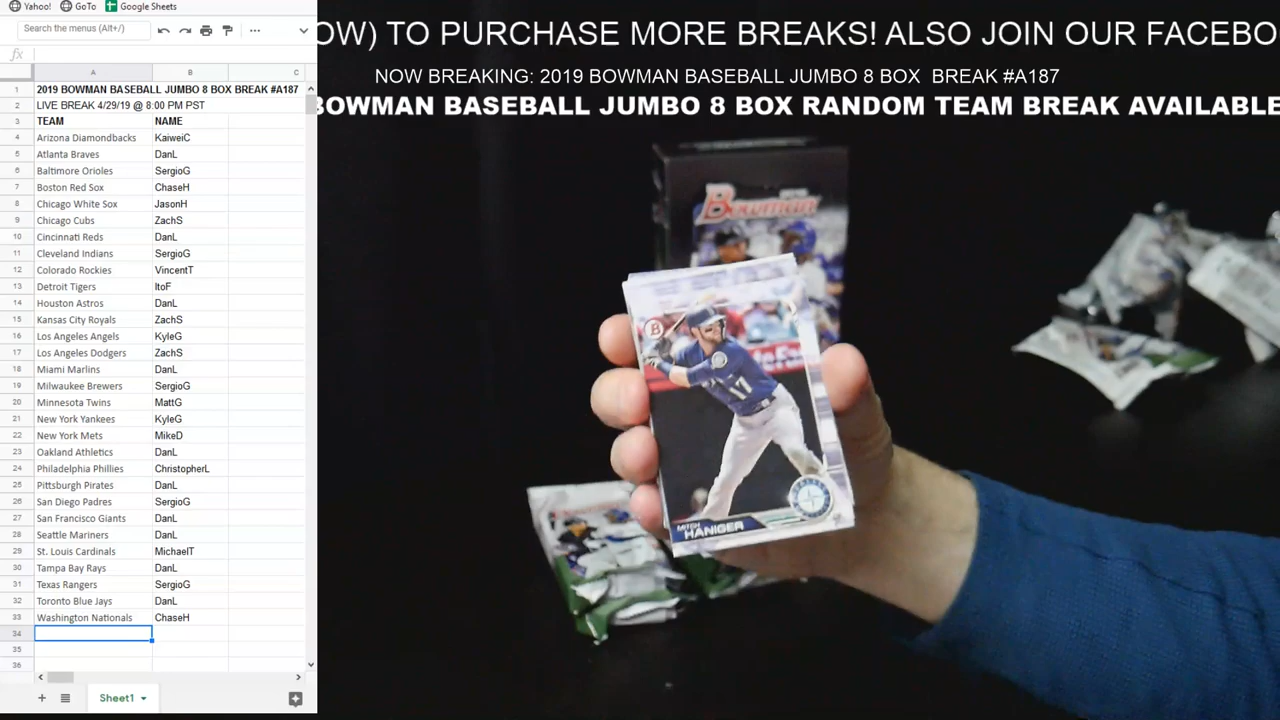 Yahoo!
GoTo
Google Sheets
Search the menus (Alt+/)
fx
A
B
C
1 2019 BOWMAN BASEBALL JUMBO 8 BOX BREAK #A187
2 LIVE BREAK 4/29/19 @ 8:00 PM PST
3 TEAM NAME
4 Arizona Diamondbacks KaiweiC
5 Atlanta Braves DanL
6 Baltimore Orioles SergioG
7 Boston Red Sox ChaseH
8 Chicago White Sox JasonH
9 Chicago Cubs ZachS
10 Cincinnati Reds DanL
11 Cleveland Indians SergioG
12 Colorado Rockies VincentT
13 Detroit Tigers ItoF
14 Houston Astros DanL
15 Kansas City Royals ZachS
16 Los Angeles Angels KyleG
17 Los Angeles Dodgers ZachS
18 Miami Marlins DanL
19 Milwaukee Brewers SergioG
20 Minnesota Twins MattG
21 New York Yankees KyleG
22 New York Mets MikeD
23 Oakland Athletics DanL
24 Philadelphia Phillies ChristopherL
25 Pittsburgh Pirates DanL
26 San Diego Padres SergioG
27 San Francisco Giants DanL
28 Seattle Mariners DanL
29 St. Louis Cardinals MichaelT
30 Tampa Bay Rays DanL
31 Texas Rangers SergioG
32 Toronto Blue Jays DanL
33 Washington Nationals ChaseH
34
35
36
Sheet1
OW) TO PURCHASE MORE BREAKS! ALSO JOIN OUR FACEBO
NOW BREAKING: 2019 BOWMAN BASEBALL JUMBO 8 BOX BREAK #A187
BOWMAN BASEBALL JUMBO 8 BOX RANDOM TEAM BREAK AVAILABLE
Bowman
B
17
MITCH
HANIGER